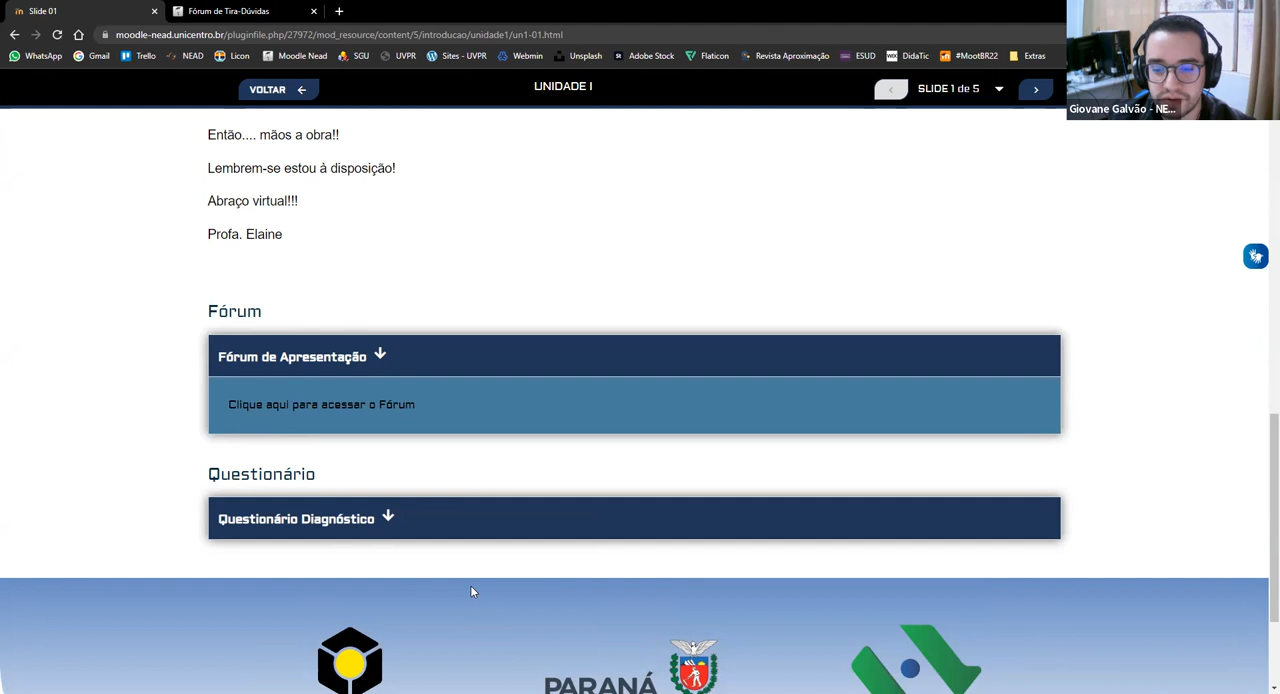 Slide 01
Fórum de Tira-Dúvidas
moodle-nead.unicentro.br/pluginfile.php/27972/mod_resource/content/5/introducao/unidade1/un1-01.html
WhatsApp Gmail Trello NEAD LicOn Moodle Nead SGU UVPR Sites - UVPR Webmin Unsplash Adobe Stock Flaticon Revista Aproximação ESUD DidaTic #MootBR22 Extras
VOLTAR
UNIDADE I
SLIDE 1 de 5
Giovane Galvão - NE...
Então.... mãos a obra!!
Lembrem-se estou à disposição!
Abraço virtual!!!
Profa. Elaine
Fórum
Fórum de Apresentação
Clique aqui para acessar o Fórum
Questionário
Questionário Diagnóstico
PARANÁ